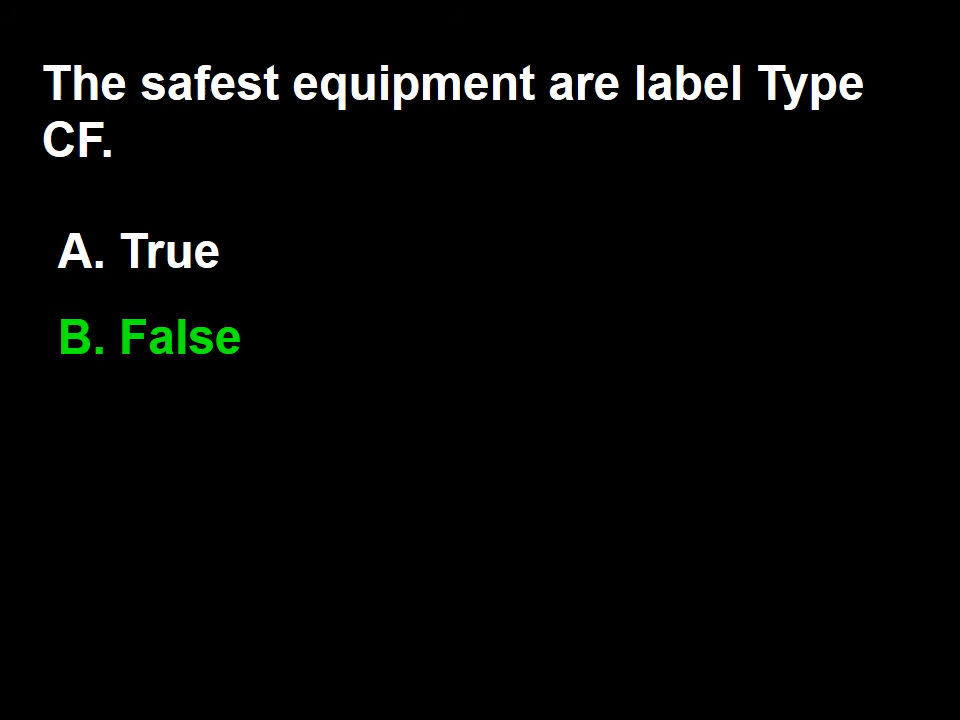 The safest equipment are label Type
CF.
A. True
B. False